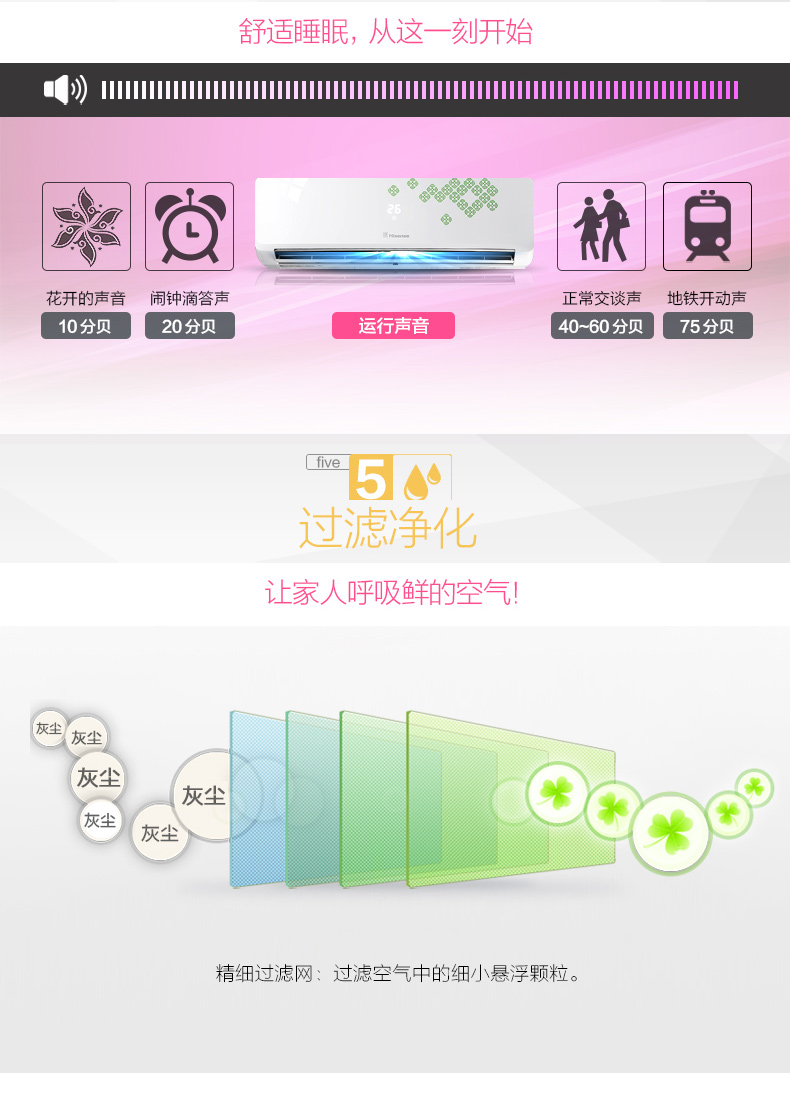 舒适睡眠，从这一刻开始
26
Hisense
花开的声音 闹钟滴答声 正常交谈声 地铁开动声
10分贝 20分贝 运行声音 40~60分贝 75分贝
five 5
过滤净化
让家人呼吸鲜的空气！
灰尘
灰尘
灰尘
灰尘
灰尘
灰尘
精细过滤网：过滤空气中的细小悬浮颗粒。